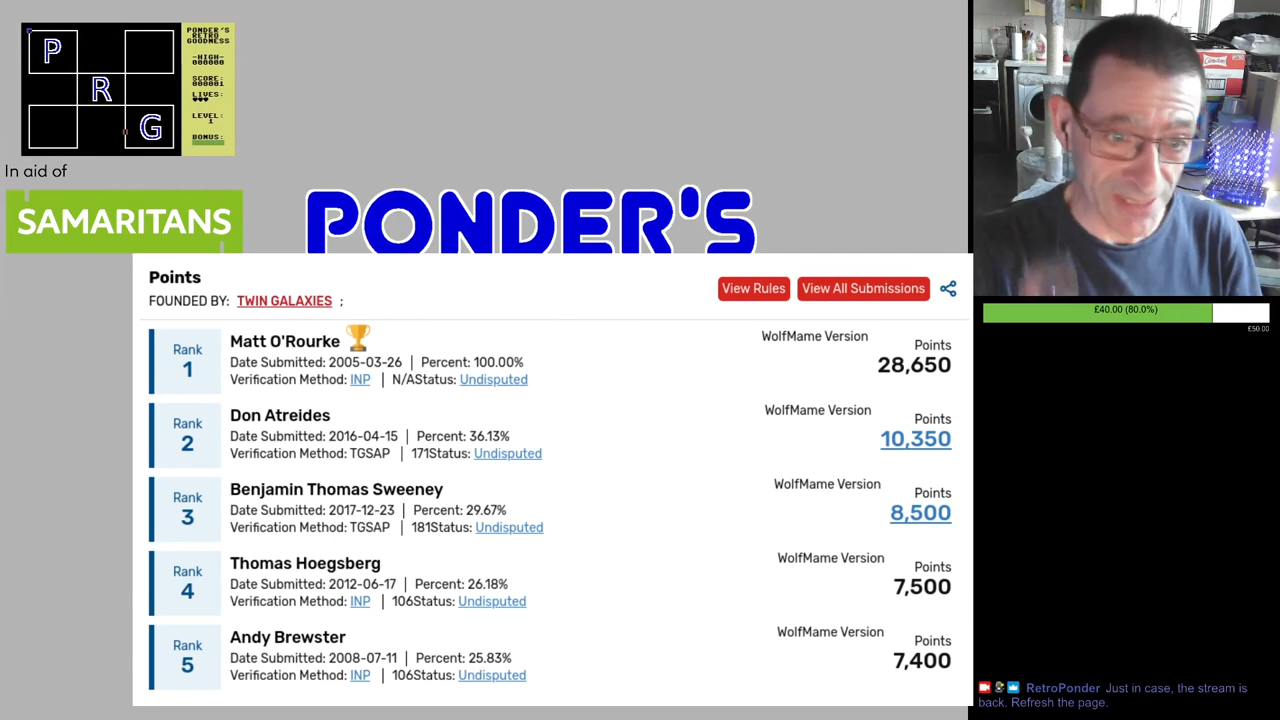 PONDER'S
RETRO
GOODNESS
-HIGH-
000000
SCORE:
000001
LIVES:
LEVEL:
1
BONUS:
P
R
G
In aid of
SAMARITANS
PONDER'S
Points
FOUNDED BY: TWIN GALAXIES ;
View Rules
View All Submissions
Rank
1
Matt O'Rourke
Date Submitted: 2005-03-26 | Percent: 100.00%
Verification Method: INP | N/AStatus: Undisputed
WolfMame Version
Points
28,650
Rank
2
Don Atreides
Date Submitted: 2016-04-15 | Percent: 36.13%
Verification Method: TGSAP | 171Status: Undisputed
WolfMame Version
Points
10,350
Rank
3
Benjamin Thomas Sweeney
Date Submitted: 2017-12-23 | Percent: 29.67%
Verification Method: TGSAP | 181Status: Undisputed
WolfMame Version
Points
8,500
Rank
4
Thomas Hoegsberg
Date Submitted: 2012-06-17 | Percent: 26.18%
Verification Method: INP | 106Status: Undisputed
WolfMame Version
Points
7,500
Rank
5
Andy Brewster
Date Submitted: 2008-07-11 | Percent: 25.83%
Verification Method: INP | 106Status: Undisputed
WolfMame Version
Points
7,400
£40.00 (80.0%)
£50.00
RetroPonder Just in case, the stream is
back. Refresh the page.